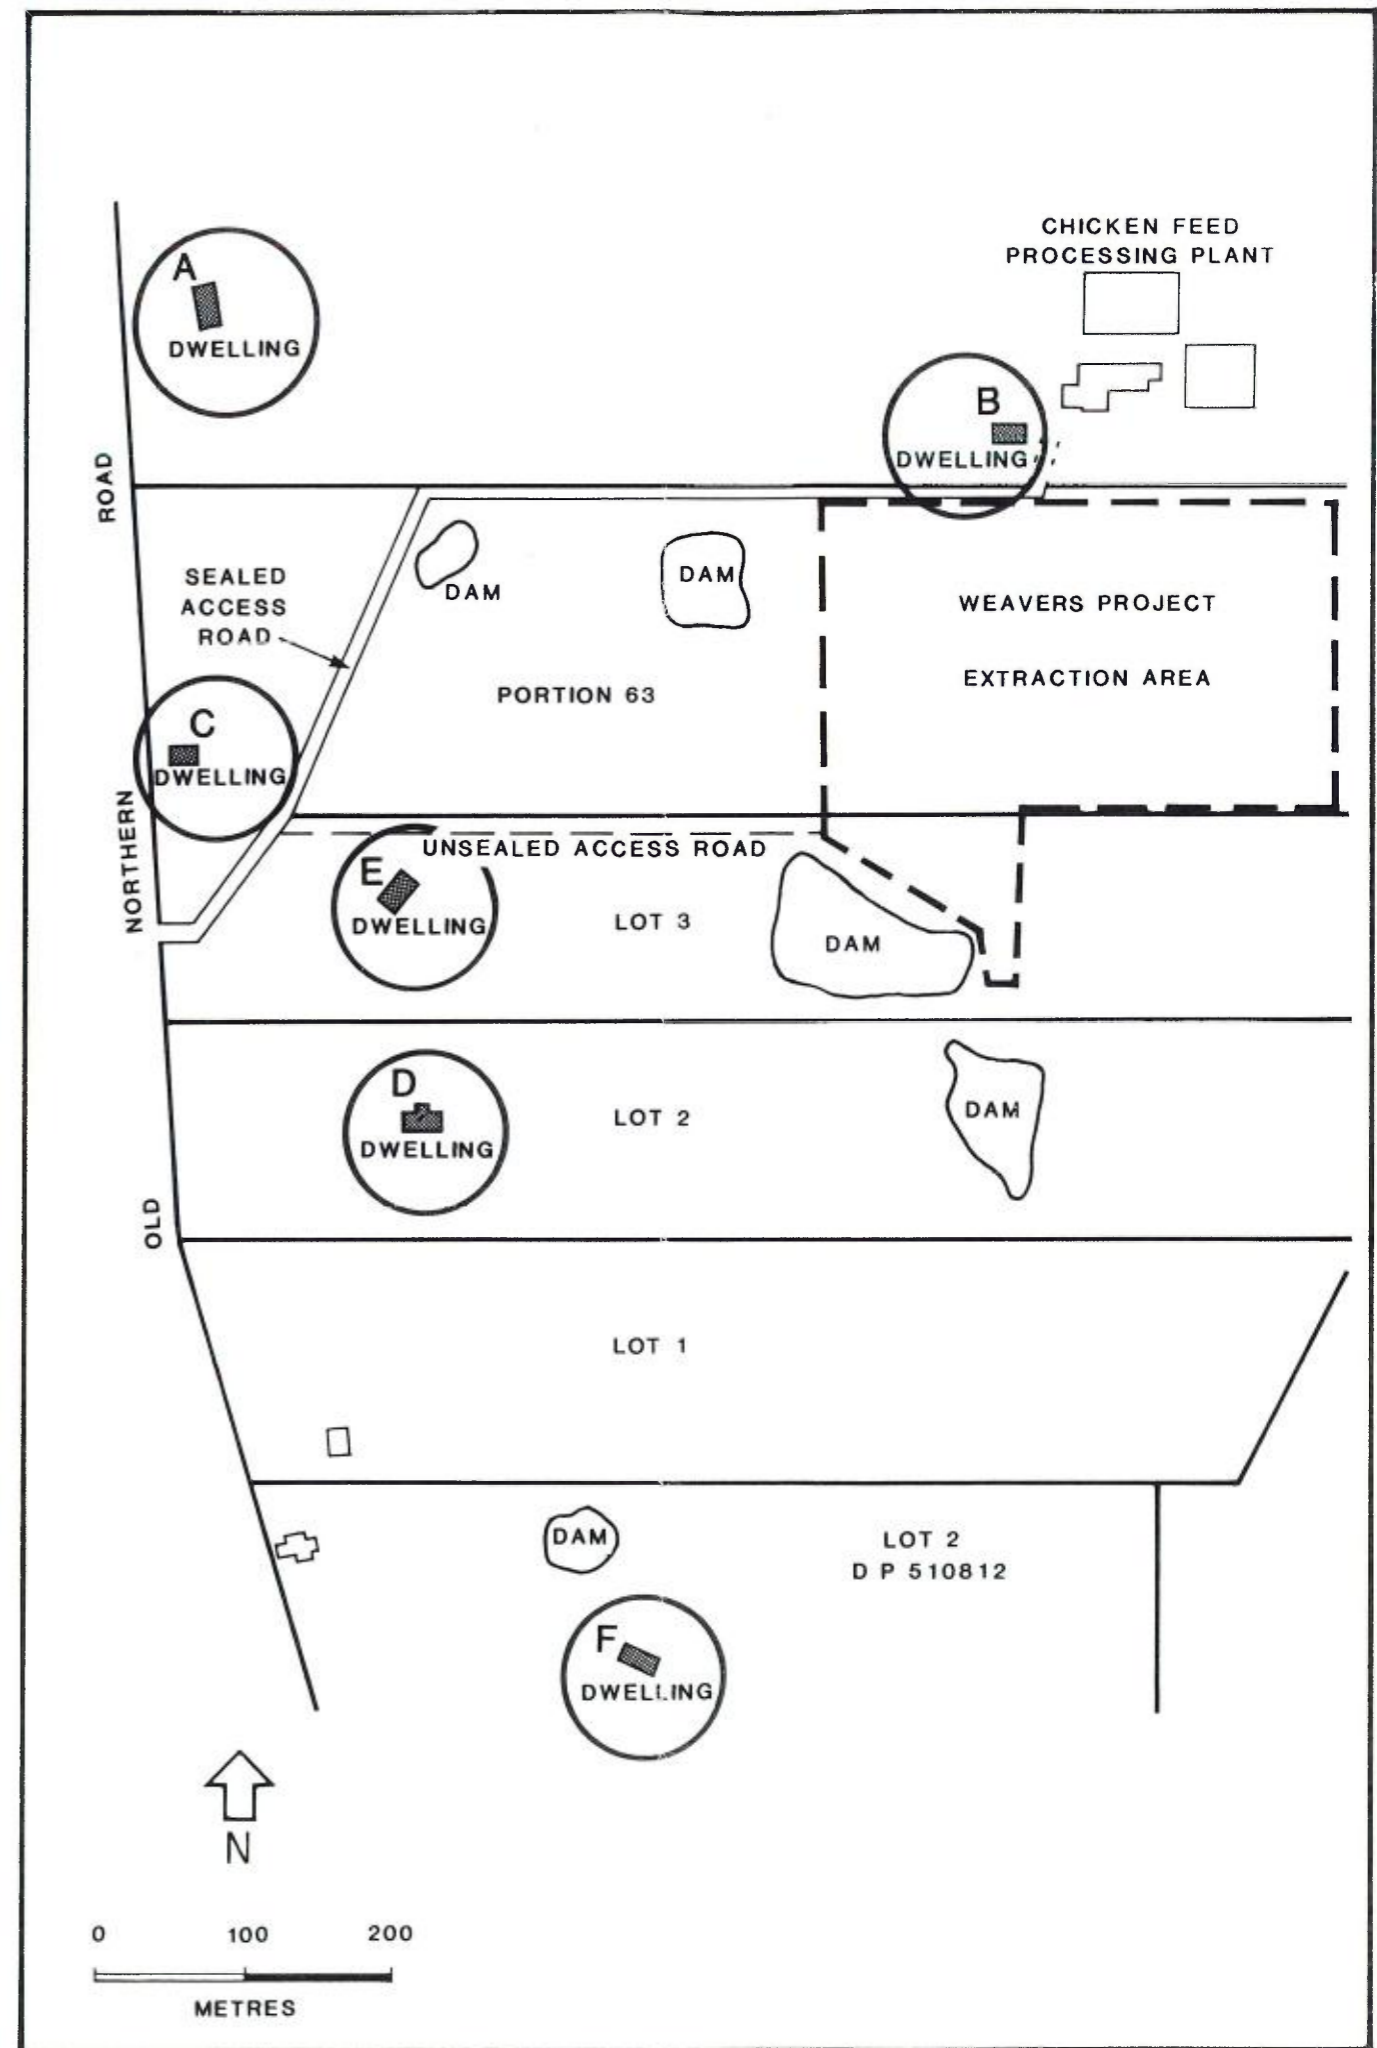 CHICKEN FEED
PROCESSING PLANT
A
DWELLING
B
DWELLING
ROAD
SEALED
ACCESS
ROAD
DAM
DAM
WEAVERS PROJECT
EXTRACTION AREA
PORTION 63
C
DWELLING
NORTHERN
UNSEALED ACCESS ROAD
E
DWELLING
LOT 3
DAM
D
DWELLING
LOT 2
DAM
OLD
LOT 1
DAM
LOT 2
D P 510812
F
DWELLING
N
0 100 200
METRES